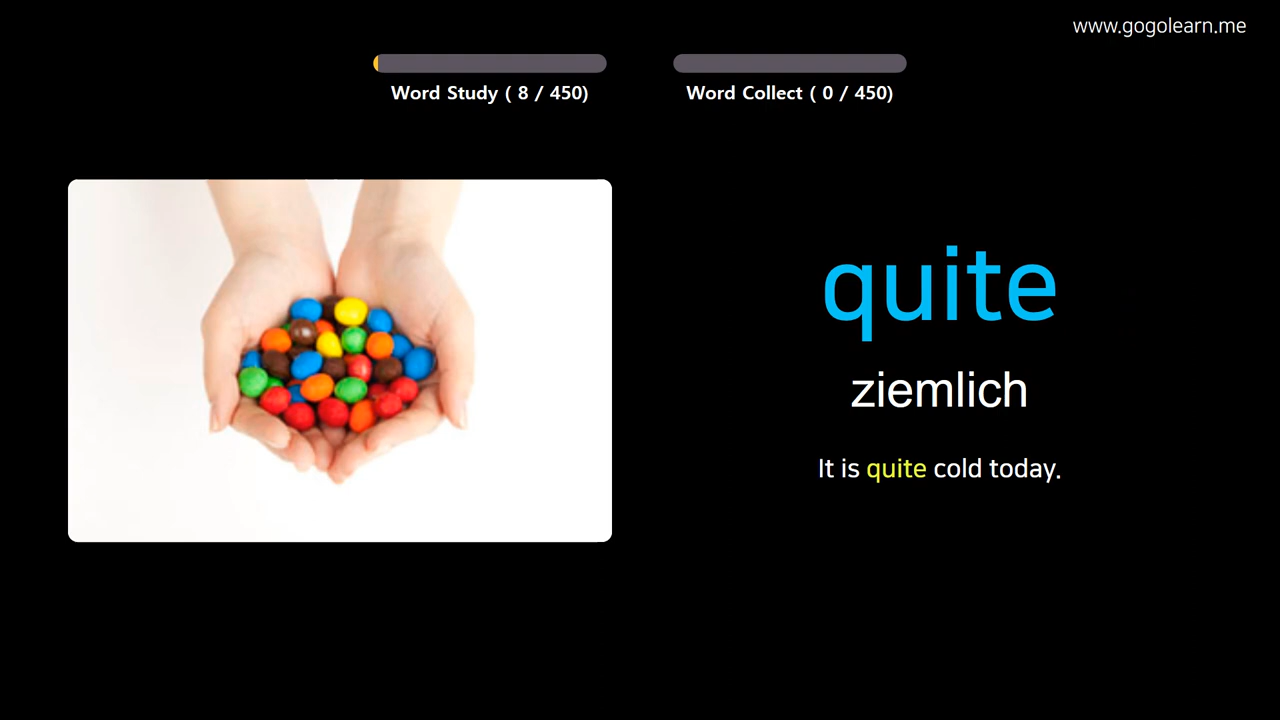 www.gogolearn.me
Word Study ( 8 / 450)
Word Collect ( 0 / 450)
quite
ziemlich
It is quite cold today.